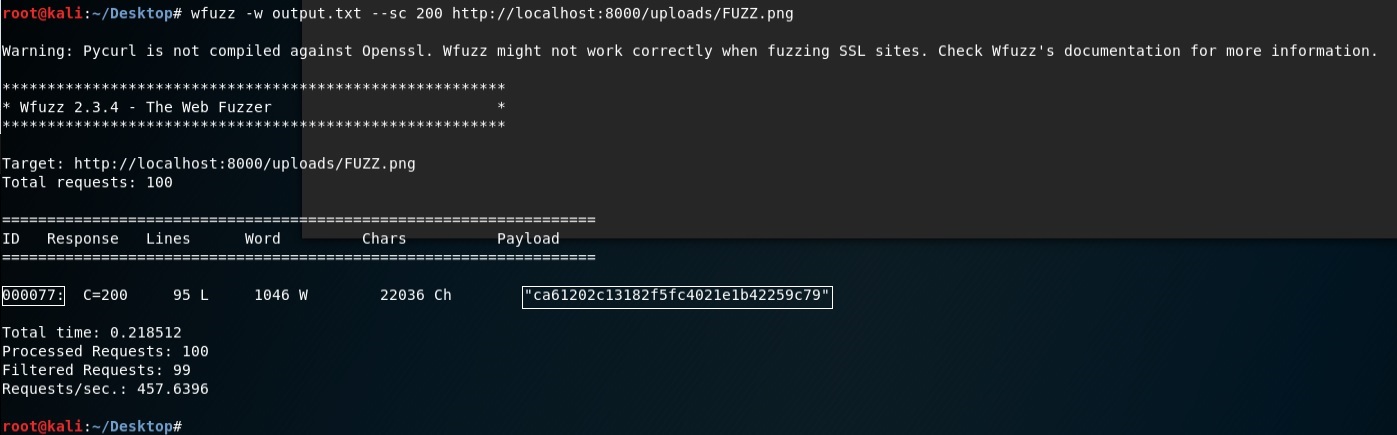 root@kali:~/Desktop# wfuzz -w output.txt --sc 200 http://localhost:8000/uploads/FUZZ.png
Warning: Pycurl is not compiled against Openssl. Wfuzz might not work correctly when fuzzing SSL sites. Check Wfuzz's documentation for more information.
********************************************************
* Wfuzz 2.3.4 - The Web Fuzzer                         *
********************************************************
Target: http://localhost:8000/uploads/FUZZ.png
Total requests: 100
==================================================================
ID   Response   Lines      Word         Chars          Payload
==================================================================
000077:  C=200     95 L     1046 W        22036 Ch        "ca61202c13182f5fc4021e1b42259c79"
Total time: 0.218512
Processed Requests: 100
Filtered Requests: 99
Requests/sec.: 457.6396
root@kali:~/Desktop#